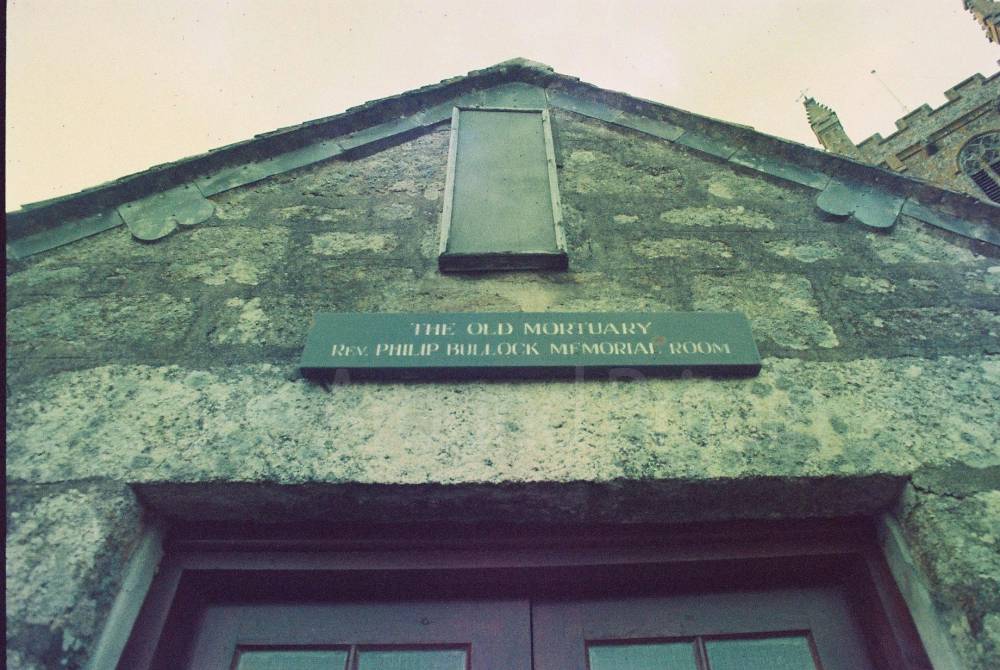 THE OLD MORTUARY
REV. PHILIP BULLOCK MEMORIAL ROOM